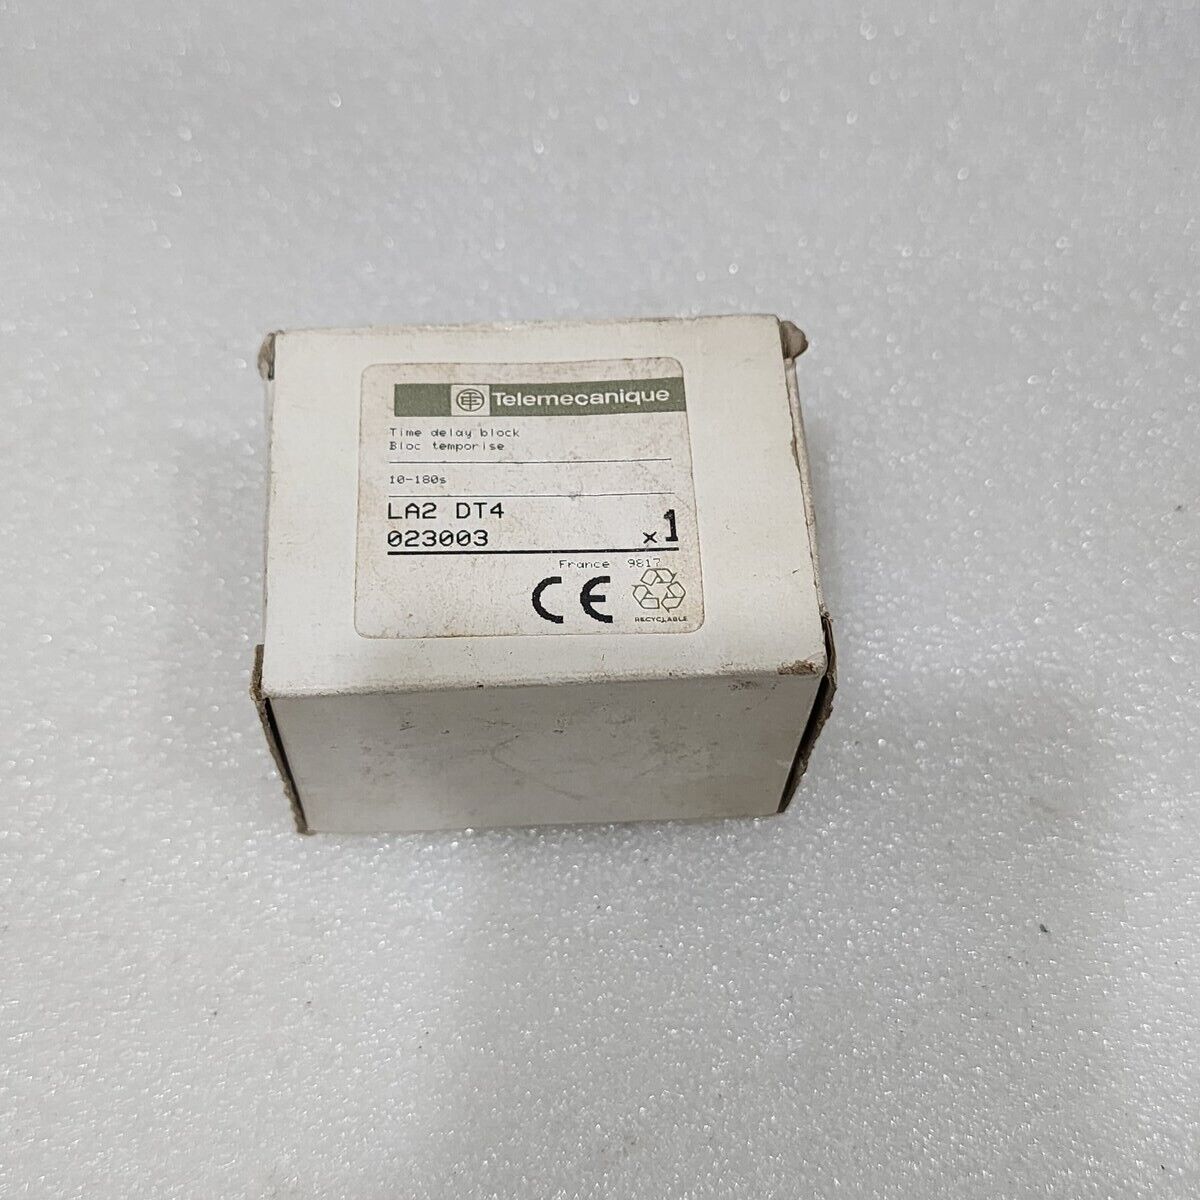 Telemecanique
Time delay block
Bloc temporise
10-180s
LA2 DT4
023003 x1
France 9817
CE
RECYCLABLE